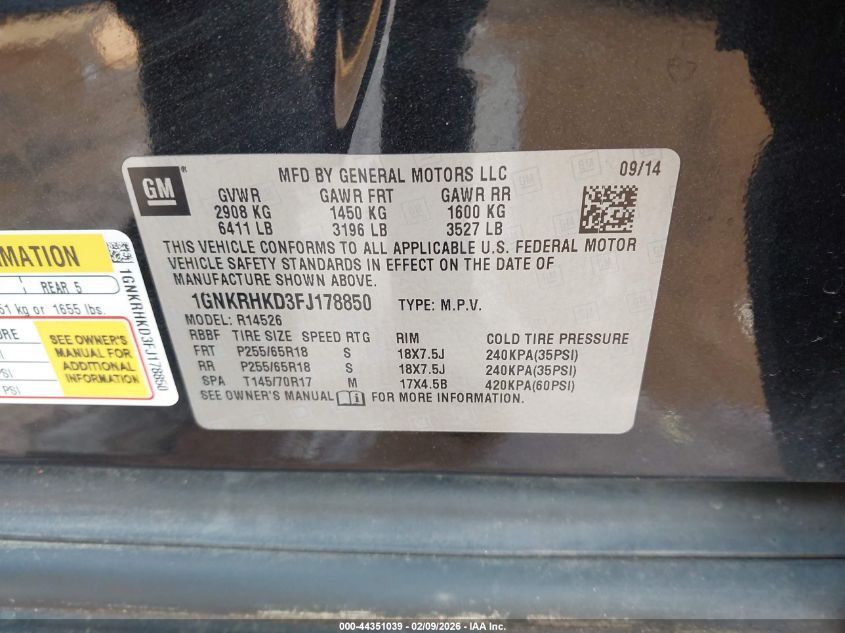 GM
MFD BY GENERAL MOTORS LLC 09/14
GVWR GAWR FRT GAWR RR
2908 KG 1450 KG 1600 KG
6411 LB 3196 LB 3527 LB
THIS VEHICLE CONFORMS TO ALL APPLICABLE U.S. FEDERAL MOTOR
VEHICLE SAFETY STANDARDS IN EFFECT ON THE DATE OF
MANUFACTURE SHOWN ABOVE.
1GNKRHKD3FJ178850 TYPE: M.P.V.
MODEL: R14526
RBBF TIRE SIZE SPEED RTG RIM COLD TIRE PRESSURE
FRT P255/65R18 S 18X7.5J 240KPA(35PSI)
RR P255/65R18 S 18X7.5J 240KPA(35PSI)
SPA T145/70R17 M 17X4.5B 420KPA(60PSI)
SEE OWNER'S MANUAL FOR MORE INFORMATION.
REAR 5
kg or 1655 lbs.
SEE OWNER'S
MANUAL FOR
ADDITIONAL
INFORMATION
PSI
1GNKRHKD3FJ178850
000-44351039 - 02/09/2026 - IAA Inc.